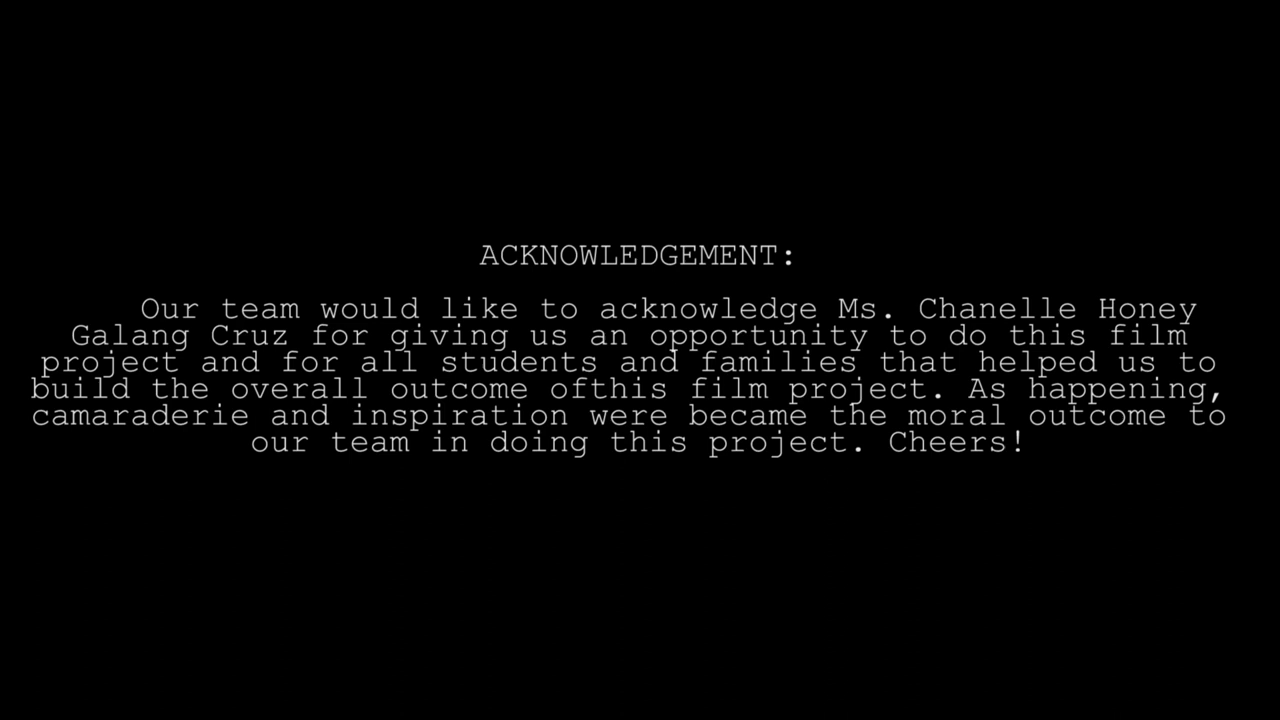 ACKNOWLEDGEMENT:
Our team would like to acknowledge Ms. Chanelle Honey
Galang Cruz for giving us an opportunity to do this film
project and for all students and families that helped us to
build the overall outcome ofthis film project. As happening,
camaraderie and inspiration were became the moral outcome to
our team in doing this project. Cheers!